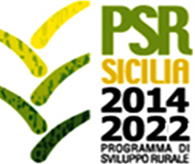 PSR
SICILIA
2014
2022
PROGRAMMA DI
SVILUPPO RURALE